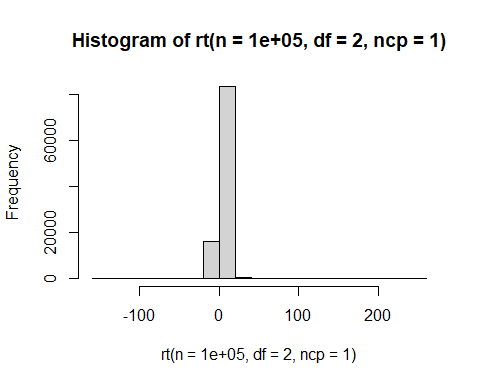 Histogram of rt(n = 1e+05, df = 2, ncp = 1)
Frequency
60000
20000
0
-100 0 100 200
rt(n = 1e+05, df = 2, ncp = 1)